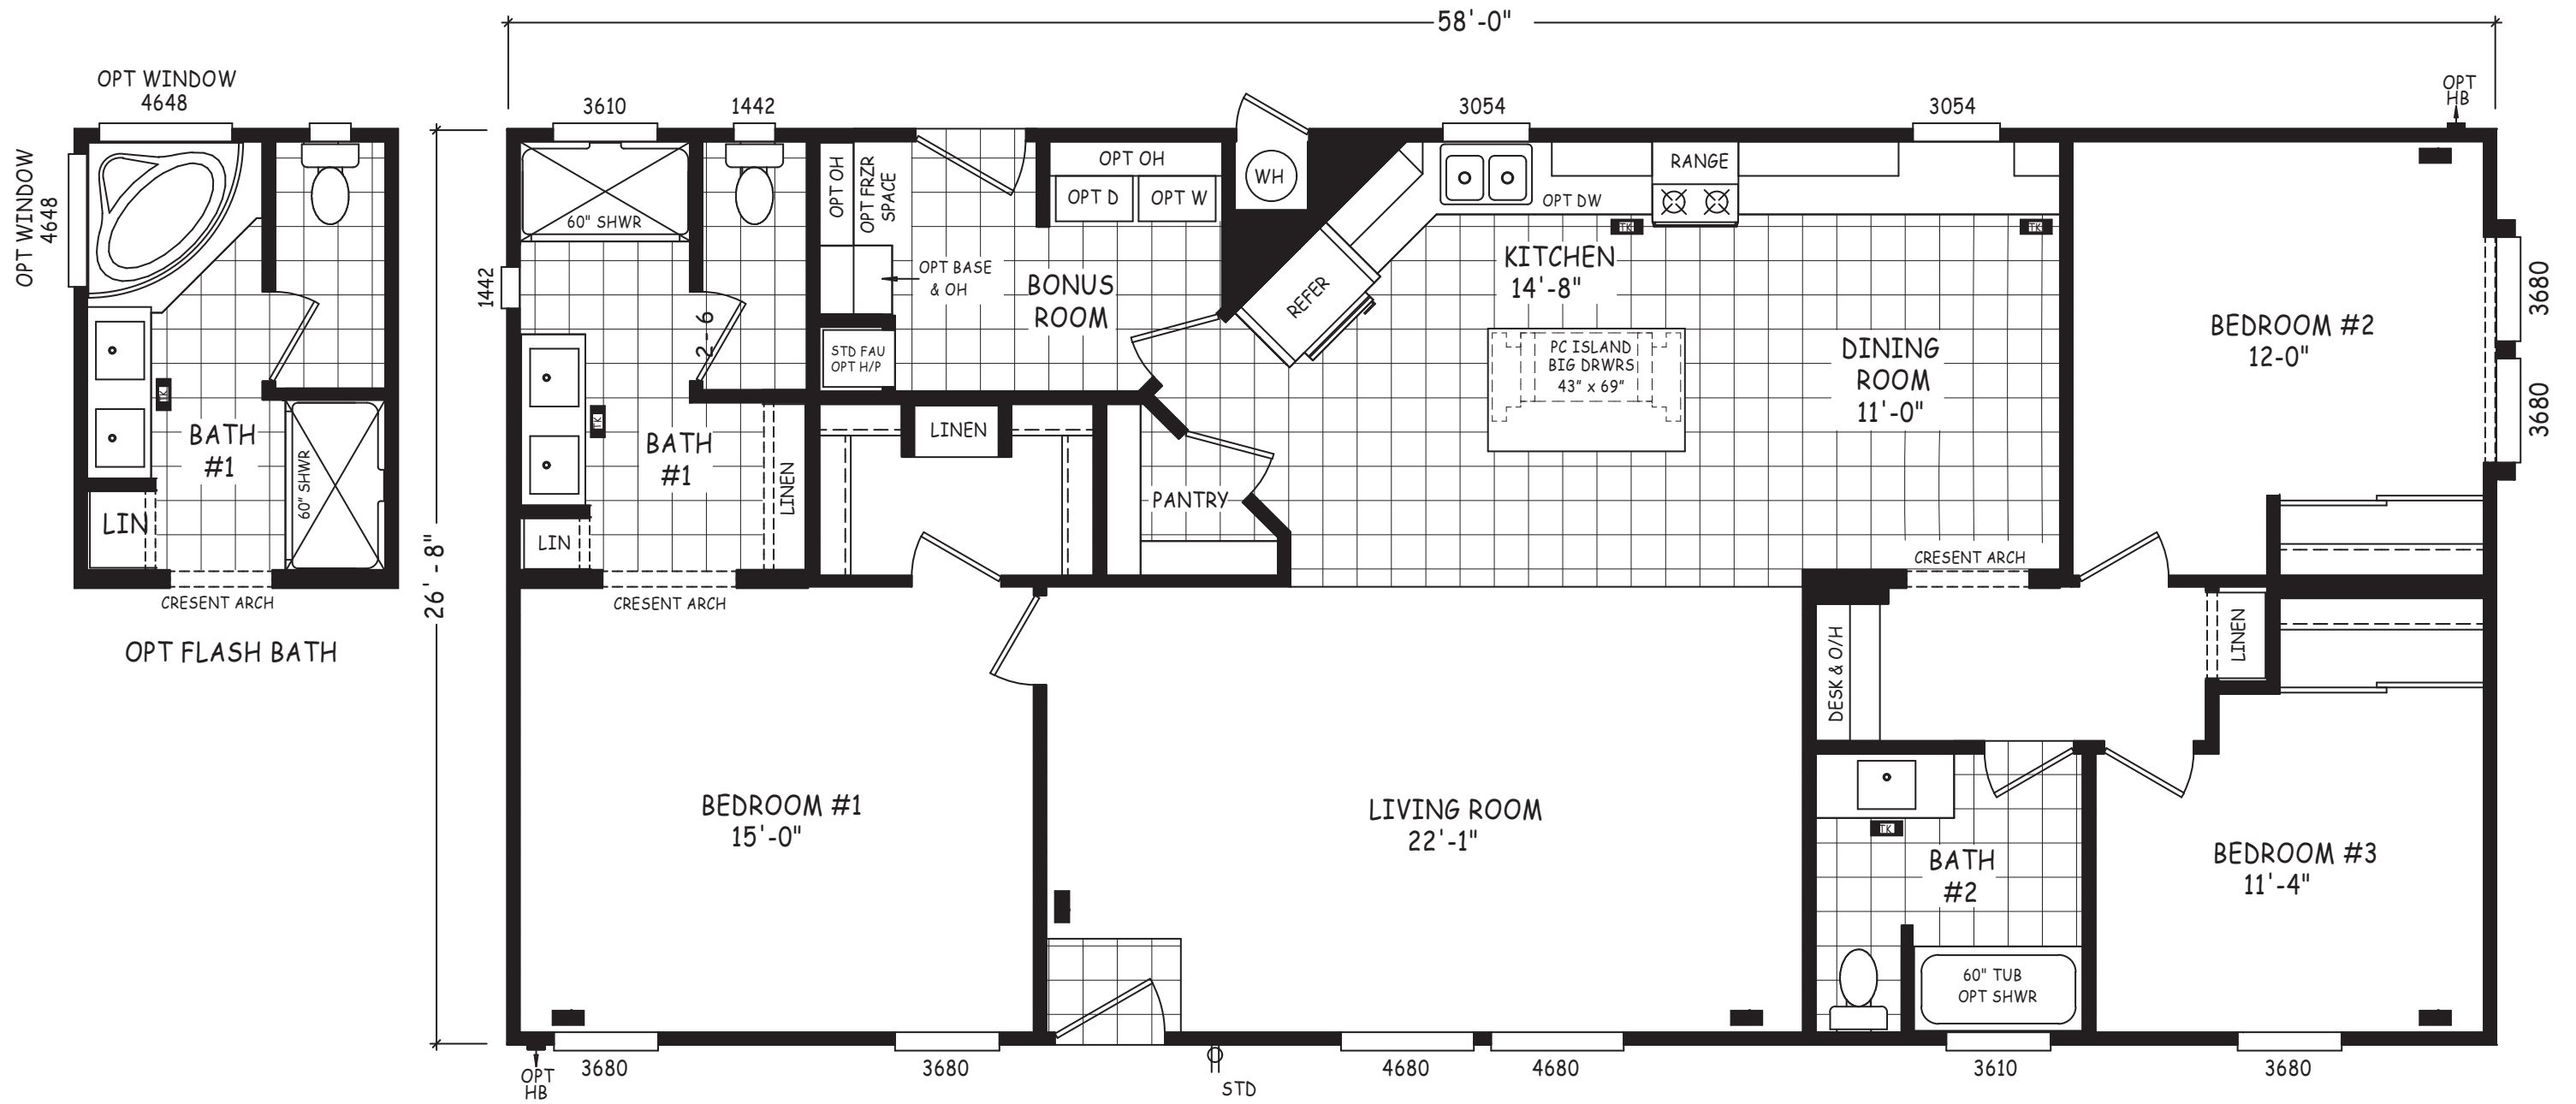 58'-0"
OPT WINDOW
4648
OPT WINDOW
4648
BATH
#1
60" SHWR
LIN
CRESENT ARCH
OPT FLASH BATH
26'-8"
3610
1442
3054
3054
OPT
HB
1442
60" SHWR
2-6
BATH
#1
LIN
LINEN
CRESENT ARCH
TK
OPT OH
OPT FRZR
SPACE
OPT BASE
& OH
STD FAU
OPT H/P
BONUS
ROOM
OPT OH
OPT D
OPT W
WH
LINEN
PANTRY
REFER
OPT DW
RANGE
TK
TK
KITCHEN
14'-8"
PC ISLAND
BIG DRWRS
43" x 69"
DINING
ROOM
11'-0"
CRESENT ARCH
BEDROOM #2
12-0"
3680
3680
LINEN
DESK & O/H
BEDROOM #1
15'-0"
LIVING ROOM
22'-1"
TK
BATH
#2
60" TUB
OPT SHWR
BEDROOM #3
11'-4"
OPT
HB
3680
3680
STD
4680
4680
3610
3680
TK